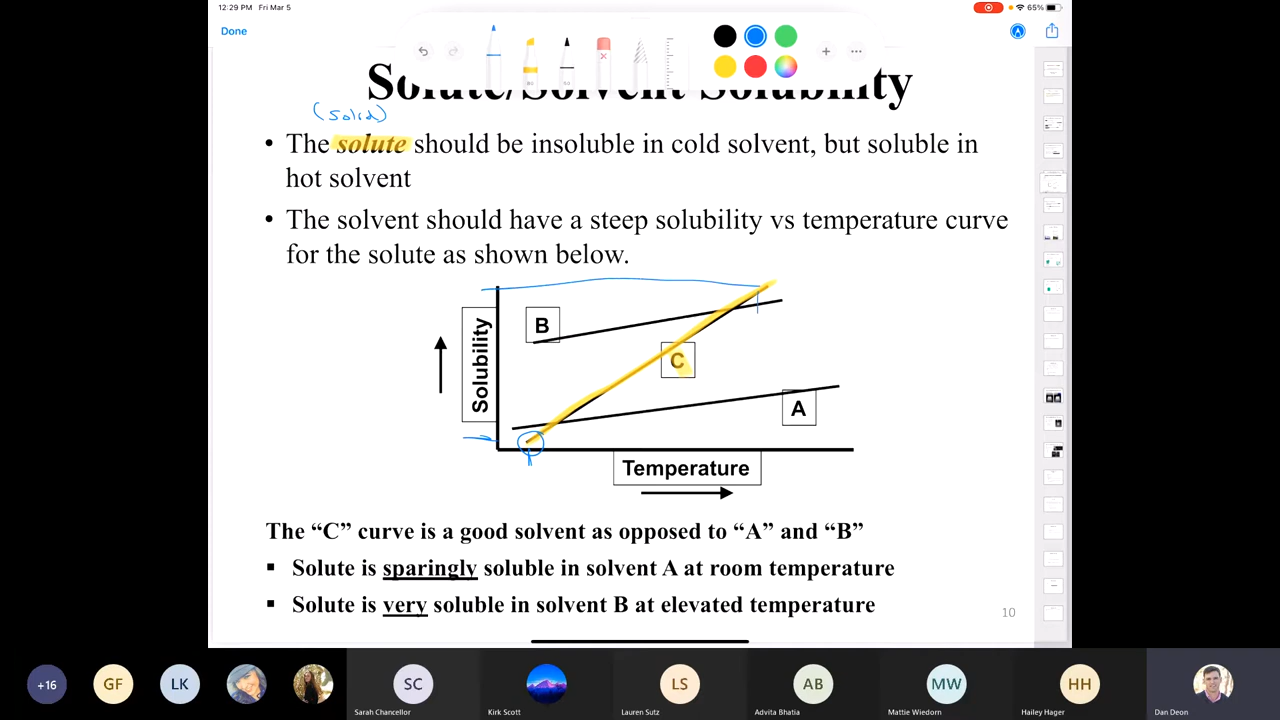 12:29 PM Fri Mar 5
65%
Done
Solute/Solvent Solubility
(solid)
• The solute should be insoluble in cold solvent, but soluble in
hot solvent
• The solvent should have a steep solubility vs temperature curve
for the solute as shown below.
B
C
A
Solubility
Temperature
The “C” curve is a good solvent as opposed to “A” and “B”
▪ Solute is sparingly soluble in solvent A at room temperature
▪ Solute is very soluble in solvent B at elevated temperature
10
+16
GF
LK
SC
LS
AB
MW
HH
Sarah Chancellor
Kirk Scott
Lauren Sutz
Advita Bhatia
Mattie Wiedorn
Hailey Hager
Dan Deon